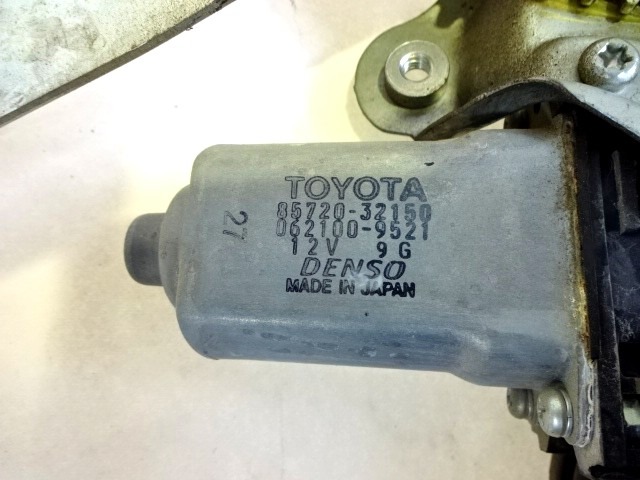 TOYOTA
85720-32150
062100-9521
12V 9G
DENSO
MADE IN JAPAN
27